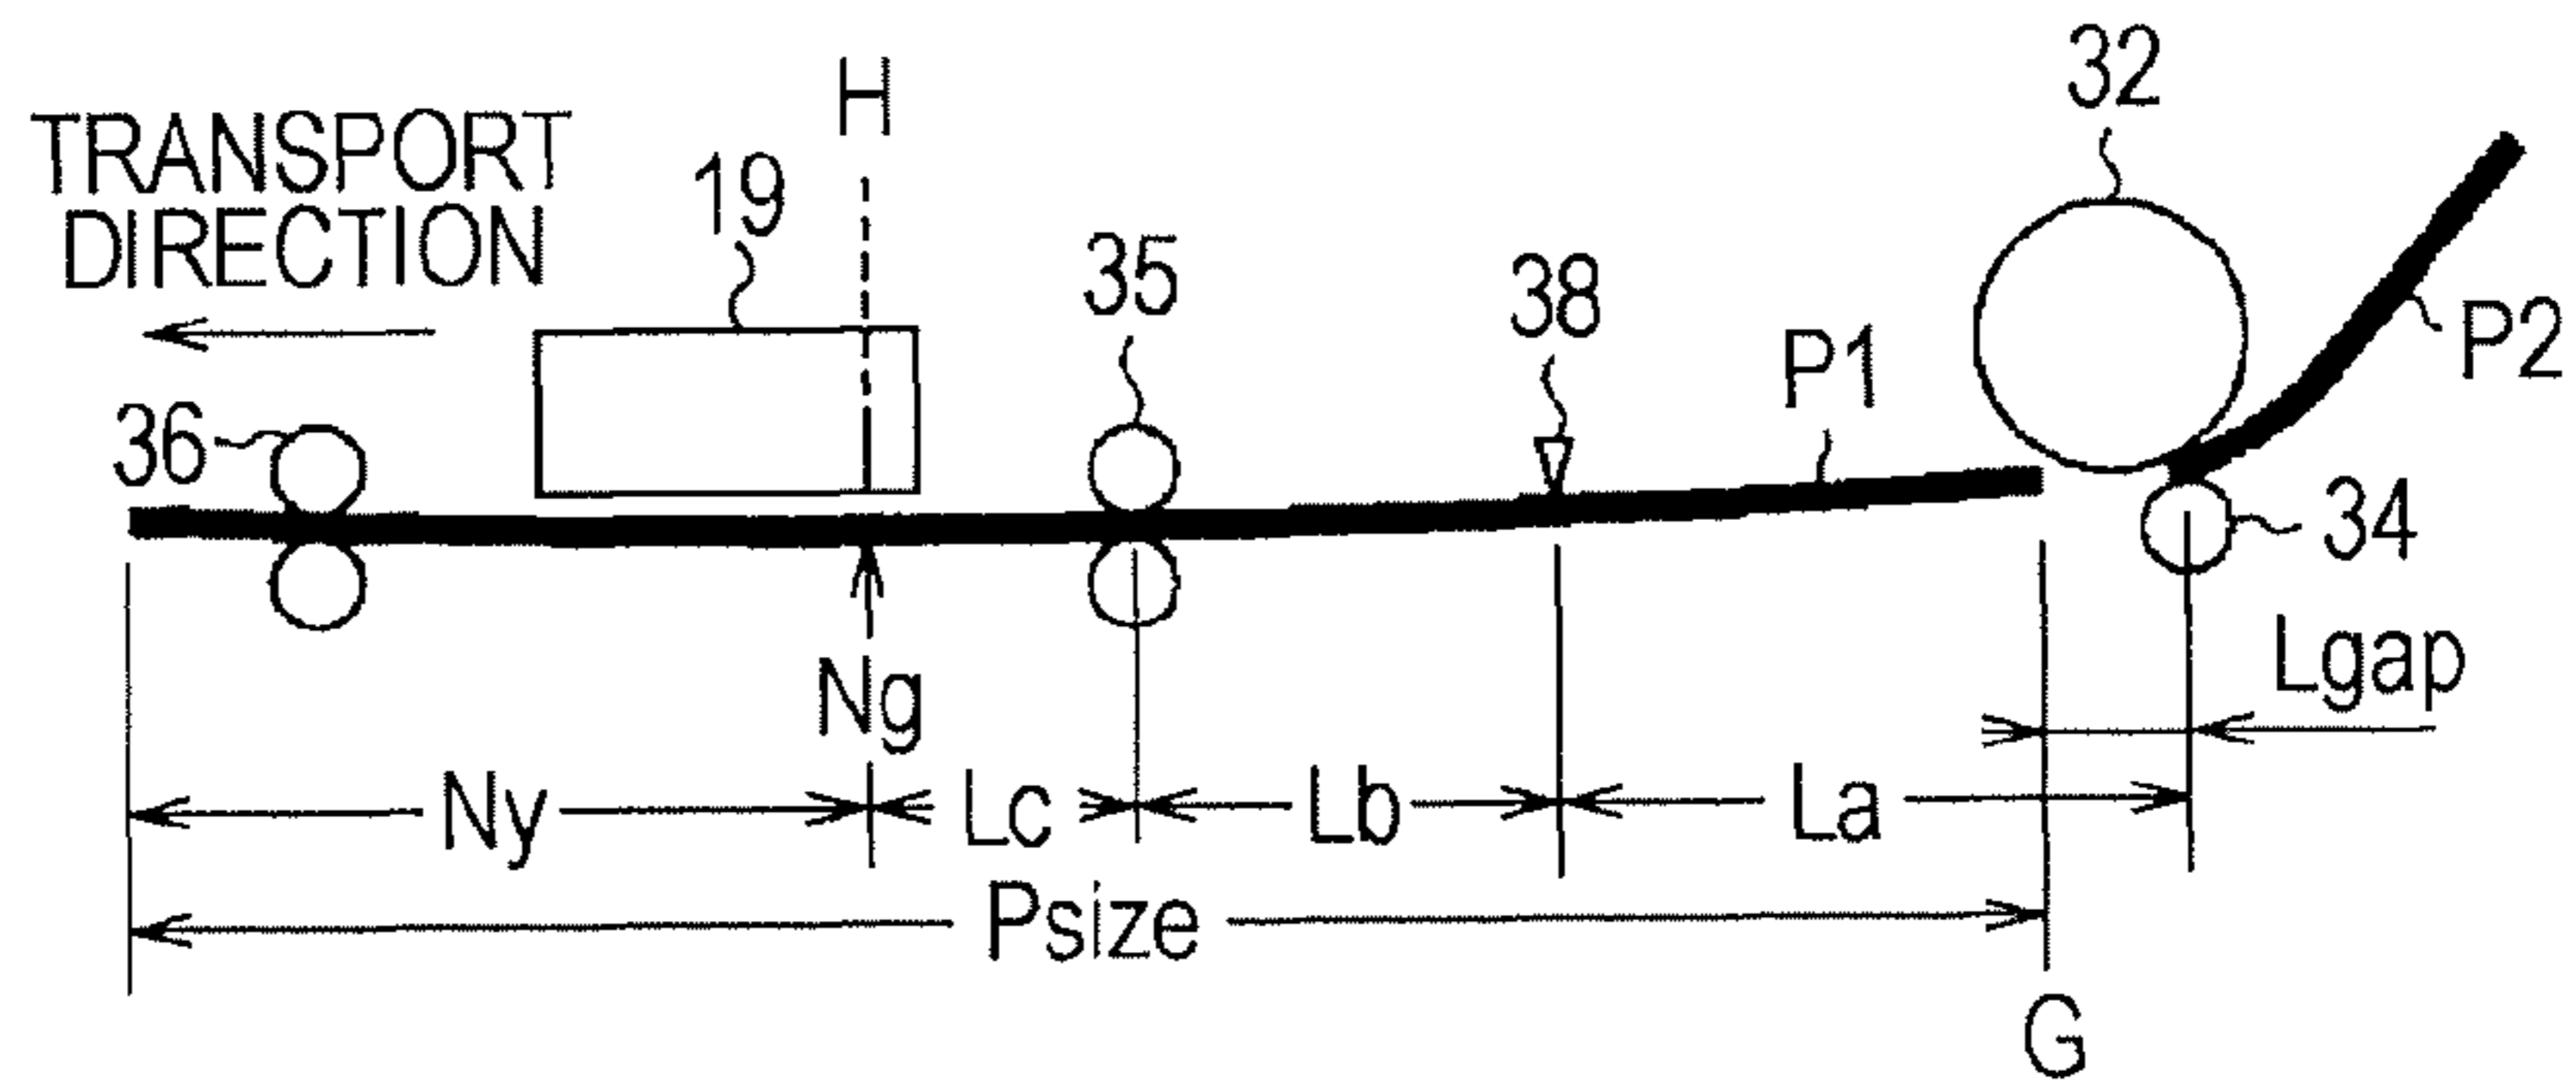 32
H
TRANSPORT
DIRECTION
19
35
38
P1
P2
36
34
Ng
Lgap
Ny
Lc
Lb
La
Psize
G